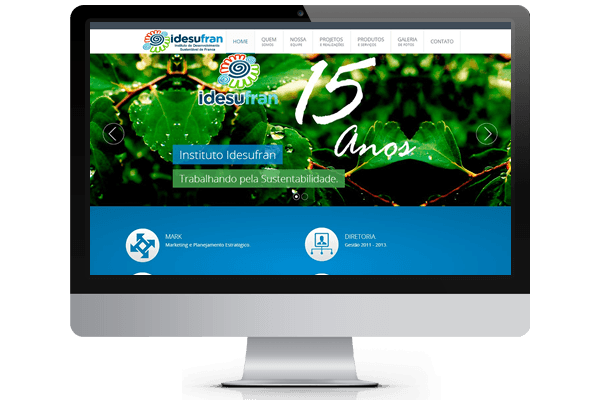 idesufran
Instituto de Desenvolvimento
Sustentável de Franca
HOME
QUEM
SOMOS
NOSSA
EQUIPE
PROJETOS
E REALIZAÇÕES
PRODUTOS
E SERVIÇOS
GALERIA
DE FOTOS
CONTATO
idesufran
15
Anos
Instituto Idesufran
Trabalhando pela Sustentabilidade.
MARK
Marketing e Planejamento Estratégico.
DIRETORIA
Gestão 2011 - 2013.